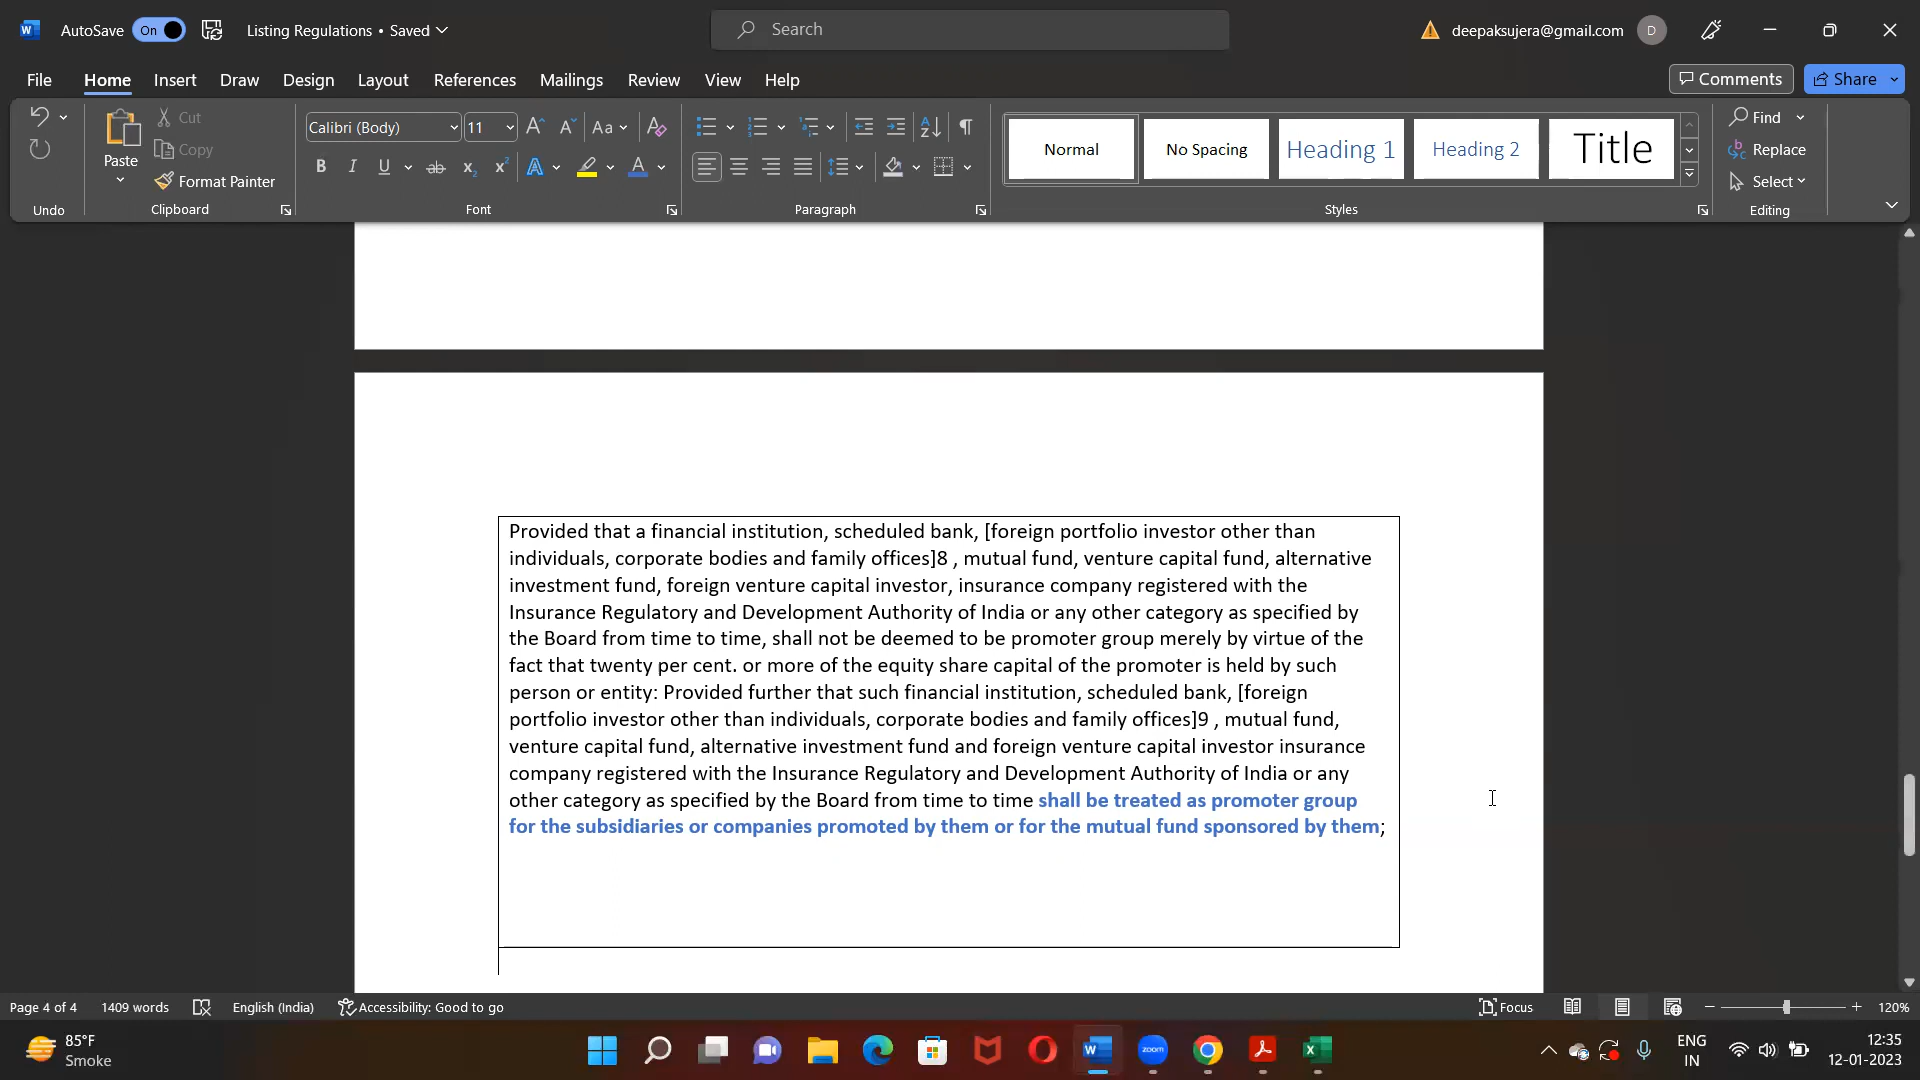 AutoSave On Listing Regulations • Saved Search deepaksujera@gmail.com D
File Home Insert Draw Design Layout References Mailings Review View Help Comments Share
Paste Cut Copy Format Painter
Calibri (Body) 11 Aa
Normal No Spacing Heading 1 Heading 2 Title
Find Replace Select
Undo Clipboard Font Paragraph Styles Editing
Provided that a financial institution, scheduled bank, [foreign portfolio investor other than
individuals, corporate bodies and family offices]8 , mutual fund, venture capital fund, alternative
investment fund, foreign venture capital investor, insurance company registered with the
Insurance Regulatory and Development Authority of India or any other category as specified by
the Board from time to time, shall not be deemed to be promoter group merely by virtue of the
fact that twenty per cent. or more of the equity share capital of the promoter is held by such
person or entity: Provided further that such financial institution, scheduled bank, [foreign
portfolio investor other than individuals, corporate bodies and family offices]9 , mutual fund,
venture capital fund, alternative investment fund and foreign venture capital investor insurance
company registered with the Insurance Regulatory and Development Authority of India or any
other category as specified by the Board from time to time shall be treated as promoter group
for the subsidiaries or companies promoted by them or for the mutual fund sponsored by them;
Page 4 of 4 1409 words English (India) Accessibility: Good to go Focus 120%
85°F
Smoke
zoom
ENG
IN
12:35
12-01-2023